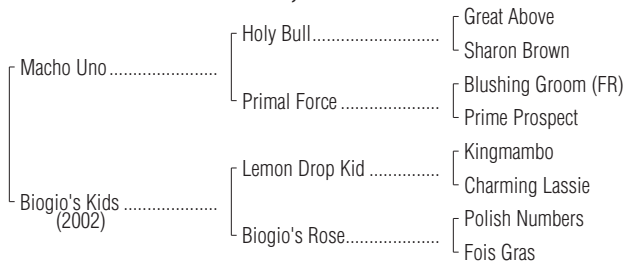 Great Above
Holy Bull..........................
Sharon Brown
Macho Uno......................
Blushing Groom (FR)
Primal Force ....................
Prime Prospect
Kingmambo
Lemon Drop Kid ..............
Charming Lassie
Biogio's Kids ...................
(2002)
Polish Numbers
Biogio's Rose...................
Fois Gras